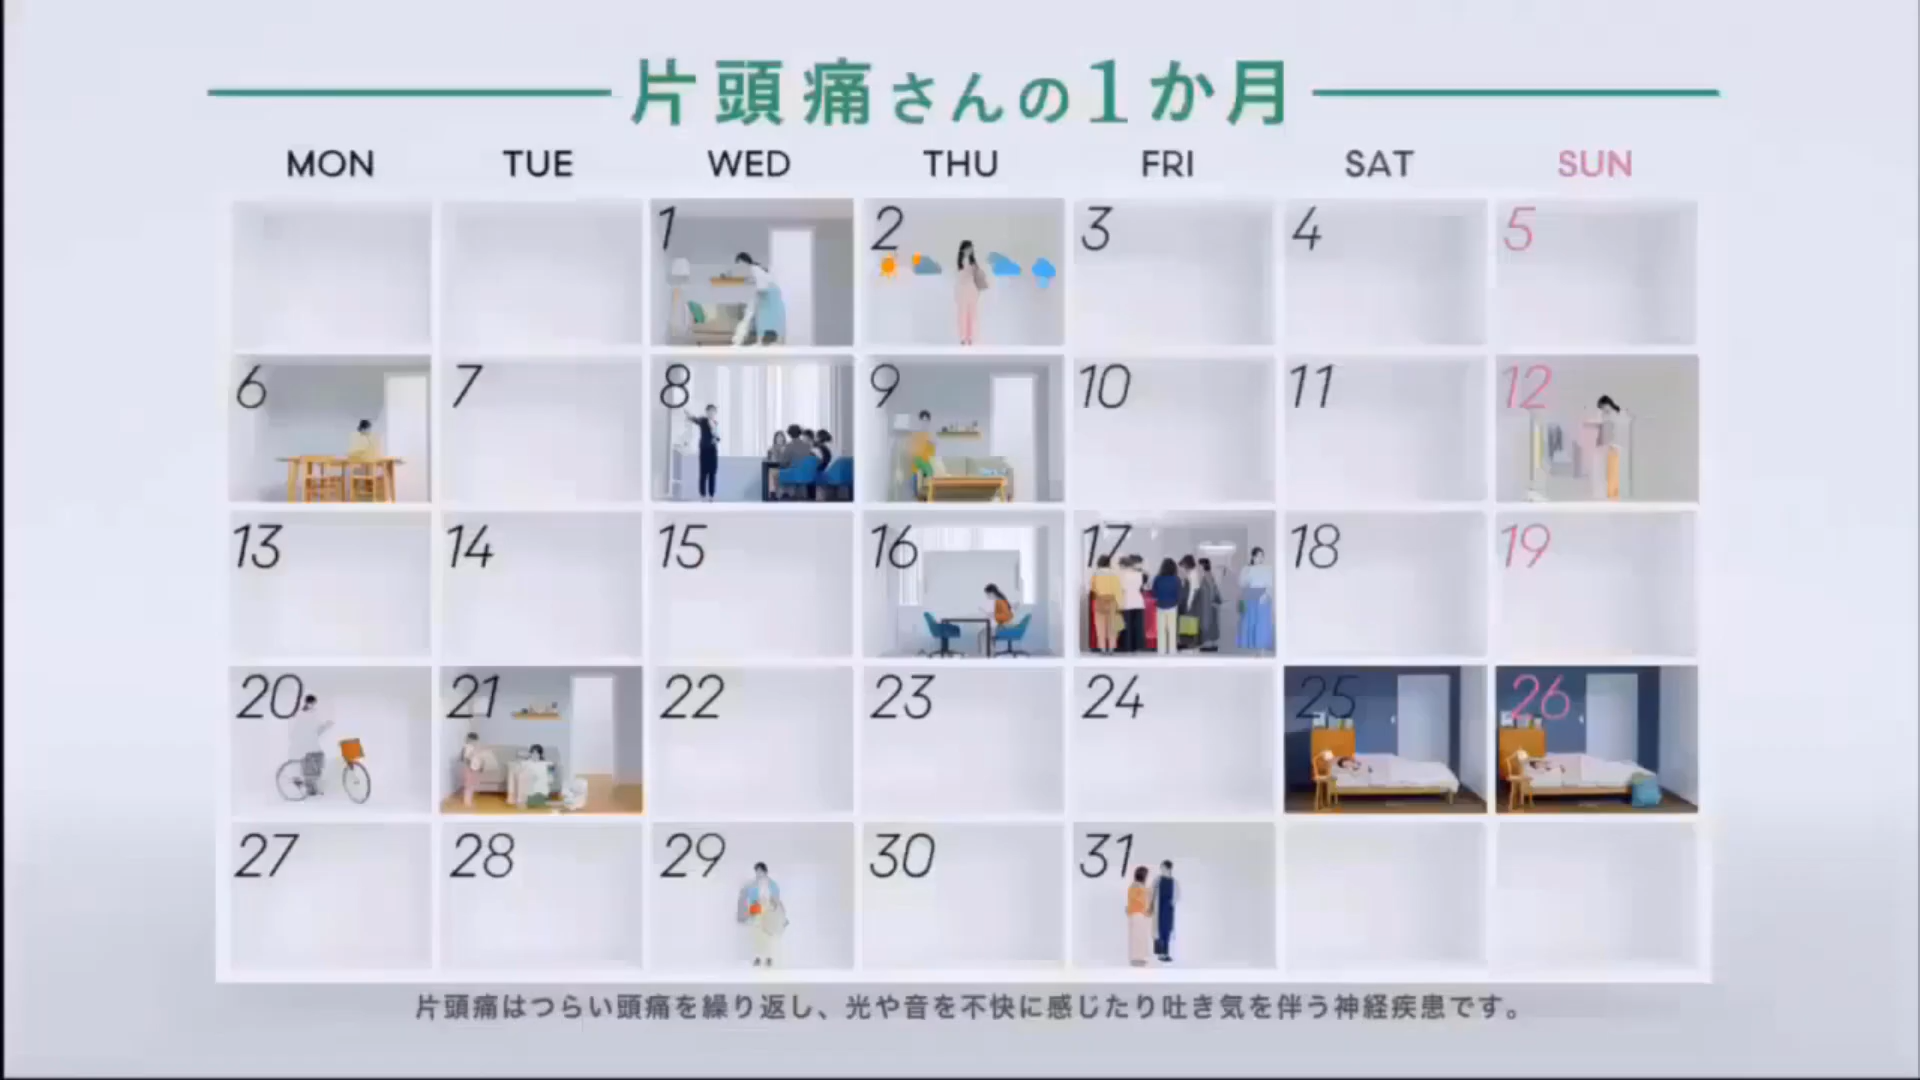 片頭痛さんの1か月
MON TUE WED THU FRI SAT SUN
1 2 3 4 5
6 7 8 9 10 11 12
13 14 15 16 17 18 19
20 21 22 23 24 25 26
27 28 29 30 31
片頭痛はつらい頭痛を繰り返し、光や音を不快に感じたり吐き気を伴う神経疾患です。